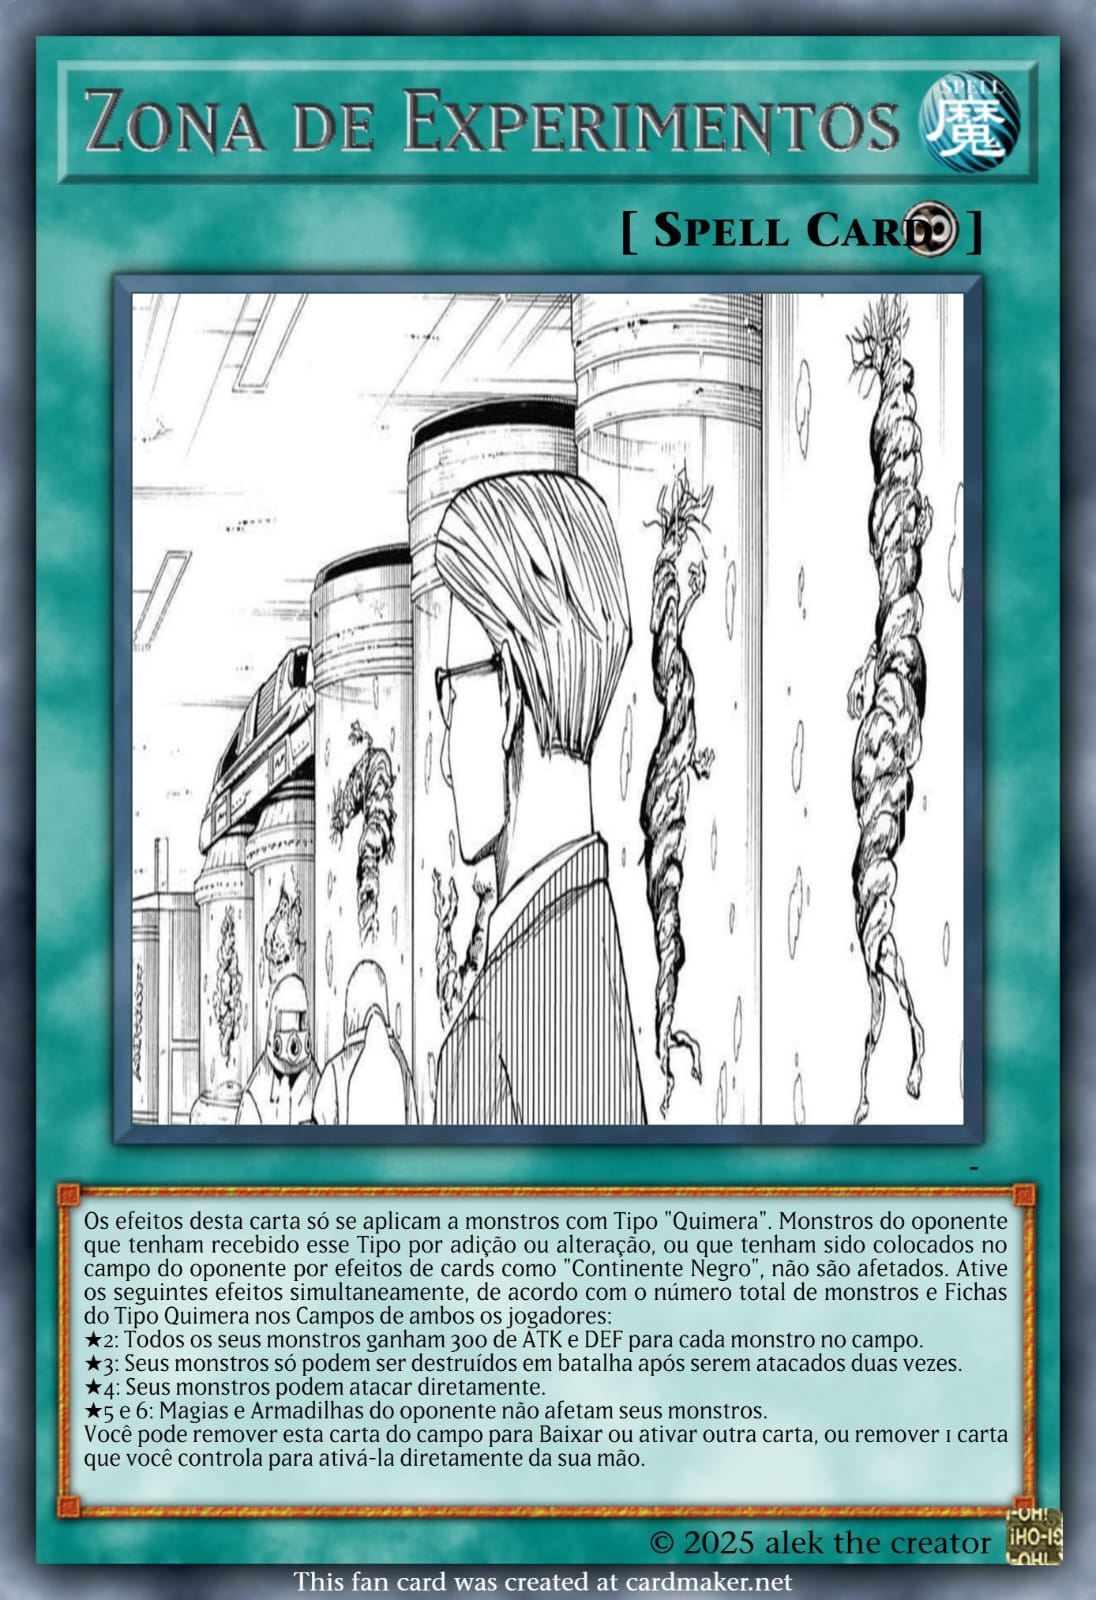 Zona de Experimentos
SPELL
魔
[ Spell Card ]
-
Os efeitos desta carta só se aplicam a monstros com Tipo "Quimera". Monstros do oponente
que tenham recebido esse Tipo por adição ou alteração, ou que tenham sido colocados no
campo do oponente por efeitos de cards como "Continente Negro", não são afetados. Ative
os seguintes efeitos simultaneamente, de acordo com o número total de monstros e Fichas
do Tipo Quimera nos Campos de ambos os jogadores:
★2: Todos os seus monstros ganham 300 de ATK e DEF para cada monstro no campo.
★3: Seus monstros só podem ser destruídos em batalha após serem atacados duas vezes.
★4: Seus monstros podem atacar diretamente.
★5 e 6: Magias e Armadilhas do oponente não afetam seus monstros.
Você pode remover esta carta do campo para Baixar ou ativar outra carta, ou remover 1 carta
que você controla para ativá-la diretamente da sua mão.
© 2025 alek the creator
This fan card was created at cardmaker.net